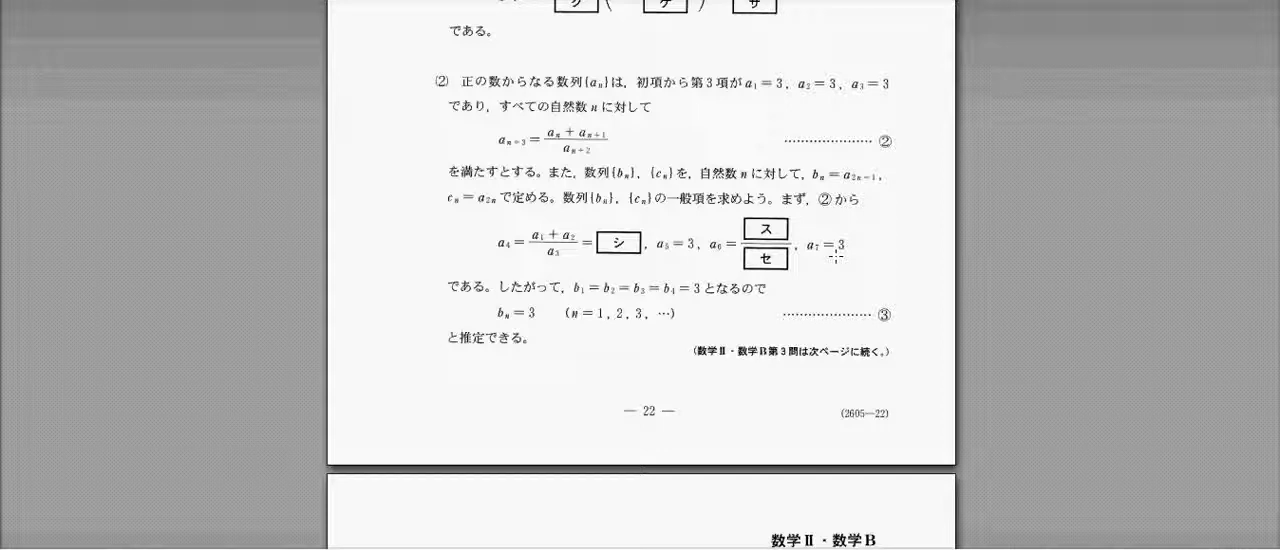 ク ( ケ ) サ
である。
(2) 正の数からなる数列{aₙ}は，初項から第3項が a₁ = 3，a₂ = 3，a₃ = 3
であり，すべての自然数 n に対して
aₙ₊₃ = (aₙ + aₙ₊₁)/aₙ₊₂ ………………… ②
を満たすとする。また，数列{bₙ}，{cₙ}を，自然数 n に対して，bₙ = a₂ₙ₋₁，
cₙ = a₂ₙ で定める。数列{bₙ}，{cₙ}の一般項を求めよう。まず，②から
a₄ = (a₁ + a₂)/a₃ = シ，a₅ = 3，a₆ = ス/セ，a₇ = 3
である。したがって，b₁ = b₂ = b₃ = b₄ = 3 となるので
bₙ = 3 (n = 1, 2, 3, …) ………………… ③
と推定できる。
(数学Ⅱ・数学B第3問は次ページに続く。)
— 22 — (2605—22)
数学Ⅱ・数学B